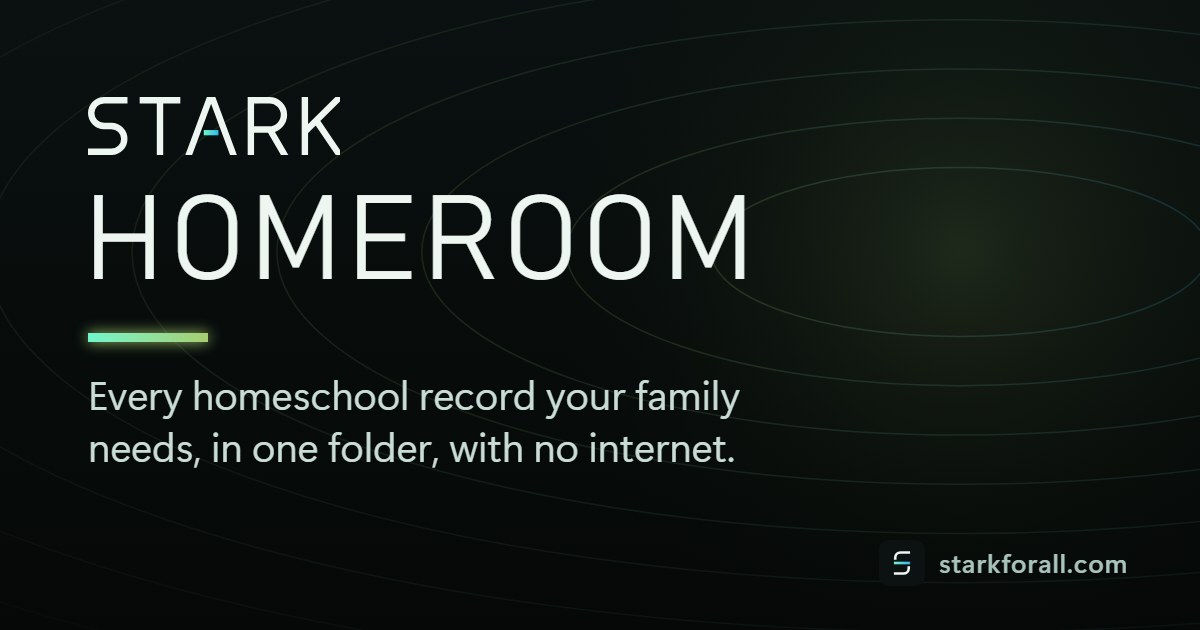 STARK
HOMEROOM
Every homeschool record your family
needs, in one folder, with no internet.
starkforall.com